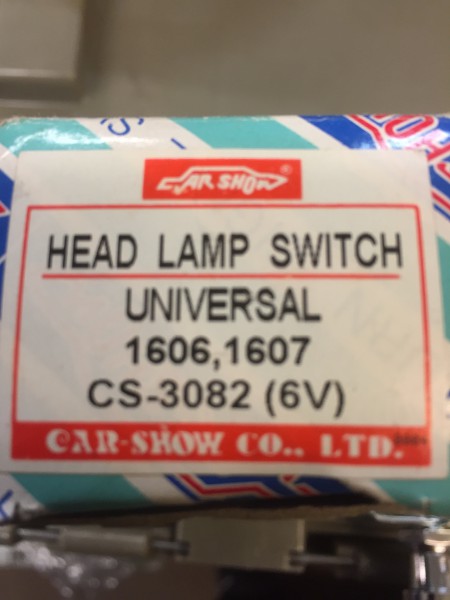 CAR SHOW®
HEAD LAMP SWITCH
UNIVERSAL
1606,1607
CS-3082 (6V)
CAR-SHOW CO., LTD.